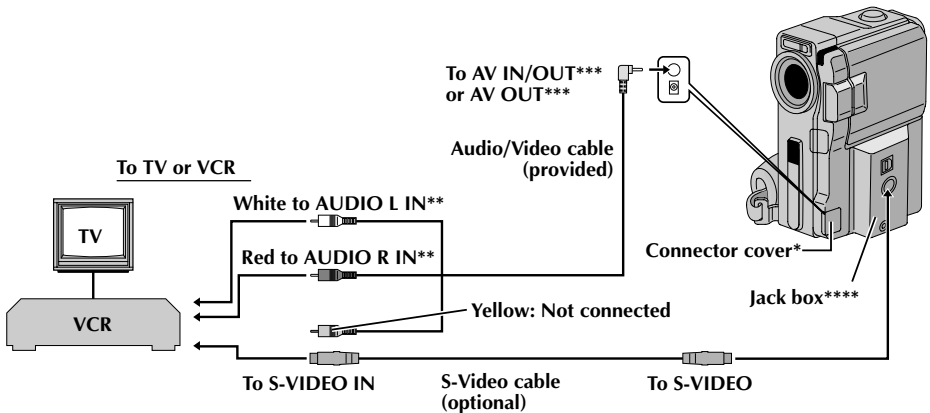 To AV IN/OUT***
or AV OUT***
Audio/Video cable
(provided)
To TV or VCR
White to AUDIO L IN**
TV
Red to AUDIO R IN**
Connector cover*
Jack box****
Yellow: Not connected
VCR
To S-VIDEO IN
S-Video cable
(optional)
To S-VIDEO